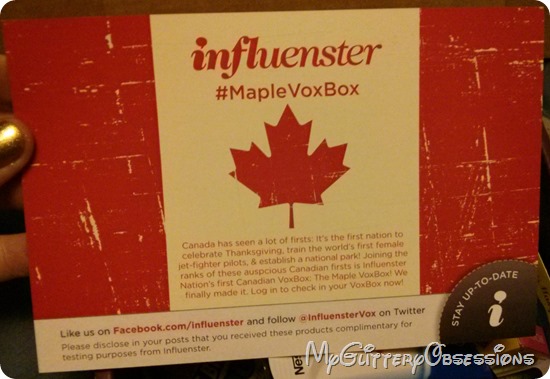 influenster
#MapleVoxBox
Canada has seen a lot of firsts: It's the first nation to
celebrate Thanksgiving, train the world's first female
jet-fighter pilots, & establish a national park! Joining the
ranks of these auspicious Canadian firsts is Influenster
Nation's first Canadian VoxBox: The Maple VoxBox! We
finally made it. Log in to check in your VoxBox now!
STAY UP-TO-DATE
i
Like us on Facebook.com/influenster and follow @InfluensterVox on Twitter
Please disclose in your posts that you received these products complimentary for
testing purposes from Influenster.
MyGlitteryObsessions